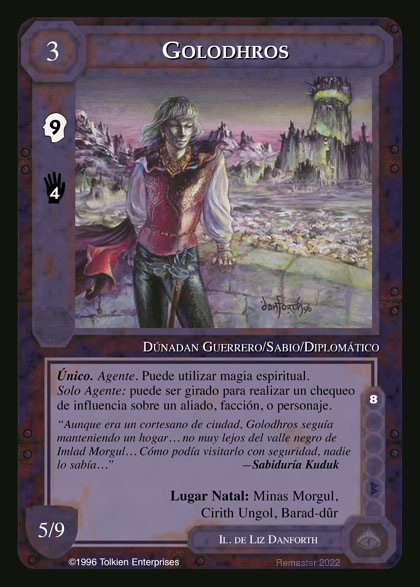 3
GOLODHROS
9
4
danforth96
DÚNADAN GUERRERO/SABIO/DIPLOMÁTICO
Único. Agente. Puede utilizar magia espiritual.
Solo Agente: puede ser girado para realizar un chequeo
de influencia sobre un aliado, facción, o personaje.
“Aunque era un cortesano de ciudad, Golodhros seguía
manteniendo un hogar… no muy lejos del valle negro de
Imlad Morgul… Cómo podía visitarlo con seguridad, nadie
lo sabía…” —Sabiduría Kuduk
8
Lugar Natal: Minas Morgul,
Cirith Ungol, Barad-dûr
5/9
IL. DE LIZ DANFORTH
©1996 Tolkien Enterprises
Remaster 2022